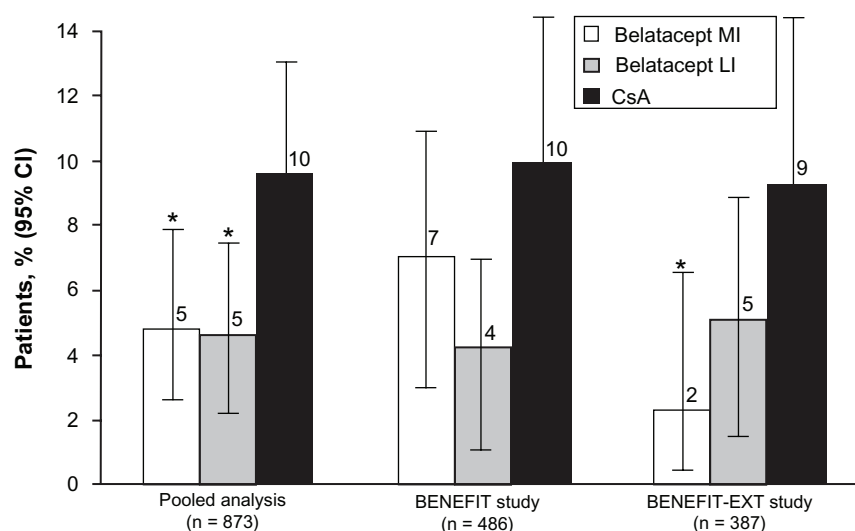 Patients, % (95% CI)
14
12
10
8
6
4
2
0
Belatacept MI
Belatacept LI
CsA
* 5
* 5
10
7
4
10
* 2
5
9
Pooled analysis
(n = 873)
BENEFIT study
(n = 486)
BENEFIT-EXT study
(n = 387)